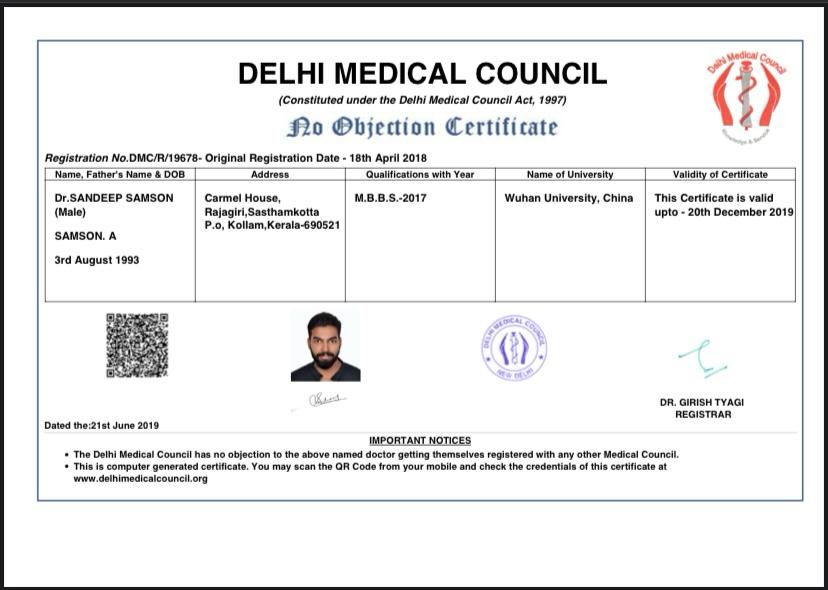 DELHI MEDICAL COUNCIL
(Constituted under the Delhi Medical Council Act, 1997)
No Objection Certificate
Delhi Medical Council
Knowledge & Service
Registration No.DMC/R/19678- Original Registration Date - 18th April 2018
Name, Father's Name & DOB
Address
Qualifications with Year
Name of University
Validity of Certificate
Dr.SANDEEP SAMSON
(Male)
SAMSON. A
3rd August 1993
Carmel House,
Rajagiri,Sasthamkotta
P.o, Kollam,Kerala-690521
M.B.B.S.-2017
Wuhan University, China
This Certificate is valid
upto - 20th December 2019
DELHI MEDICAL COUNCIL
NEW DELHI
DR. GIRISH TYAGI
REGISTRAR
Dated the:21st June 2019
IMPORTANT NOTICES
• The Delhi Medical Council has no objection to the above named doctor getting themselves registered with any other Medical Council.
• This is computer generated certificate. You may scan the QR Code from your mobile and check the credentials of this certificate at
www.delhimedicalcouncil.org